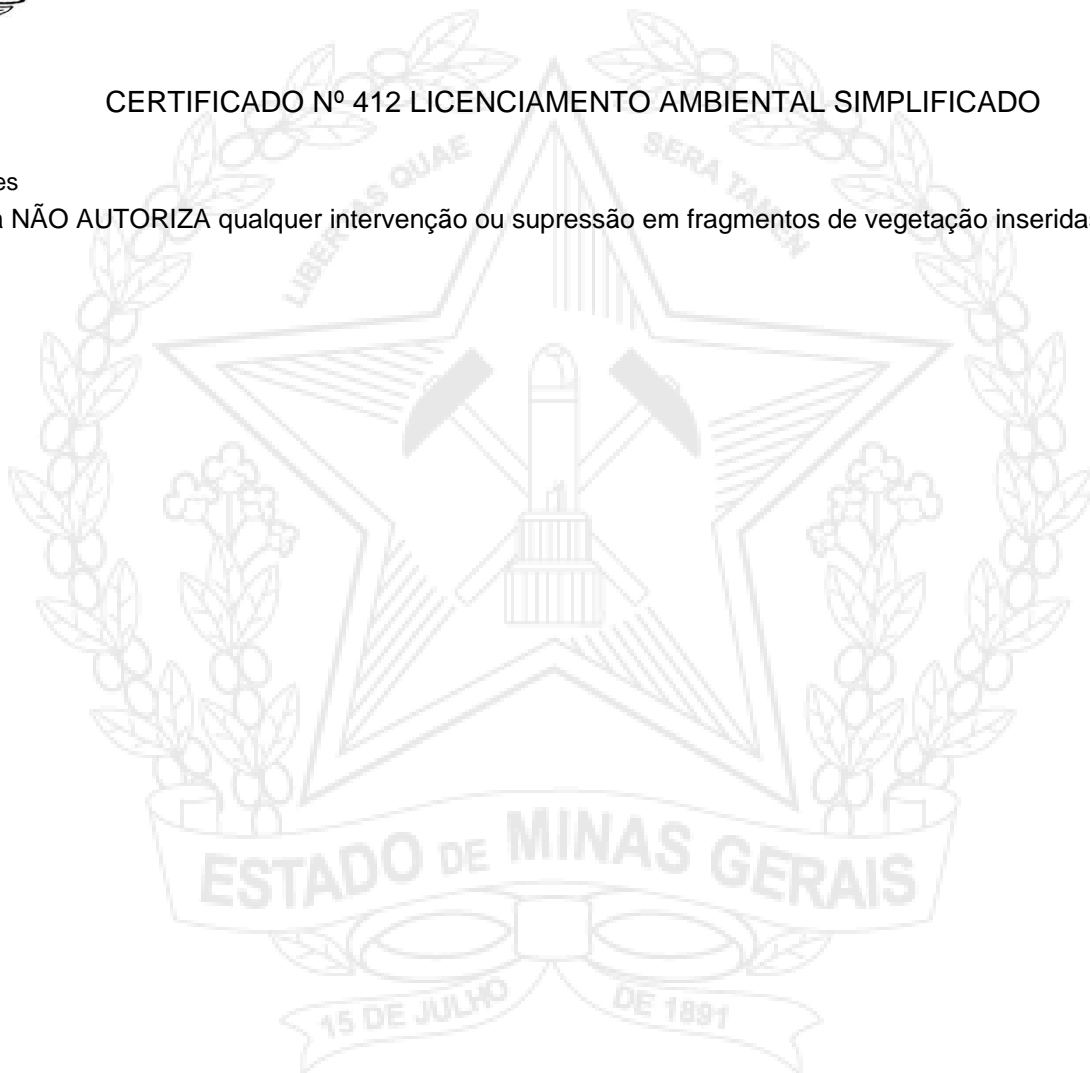 CERTIFICADO Nº 412 LICENCIAMENTO AMBIENTAL SIMPLIFICADO
es
a NÃO AUTORIZA qualquer intervenção ou supressão em fragmentos de vegetação inserida
LIBERTAS QUAE SERA TAMEN
ESTADO DE MINAS GERAIS
15 DE JULHO DE 1891